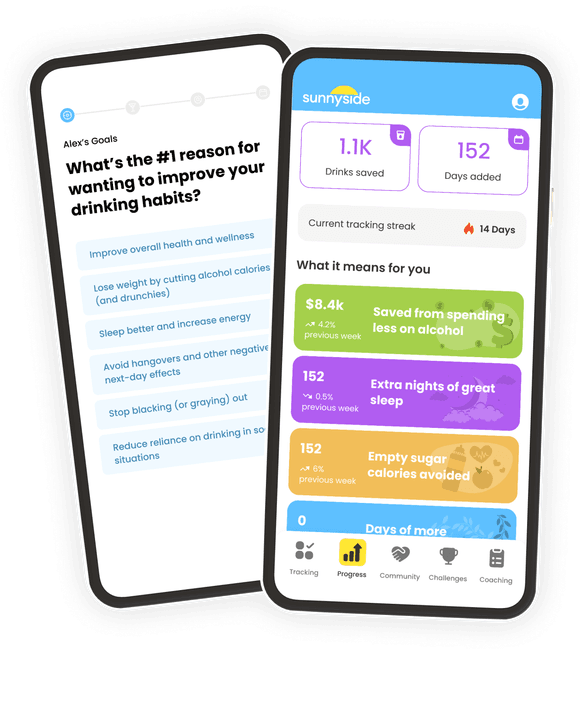 Alex's Goals
What's the #1 reason for
wanting to improve your
drinking habits?
Improve overall health and wellness
Lose weight by cutting alcohol calories
(and drunchies)
Sleep better and increase energy
Avoid hangovers and other negative
next-day effects
Stop blacking (or graying) out
Reduce reliance on drinking in so
situations
sunnyside
1.1K
Drinks saved
152
Days added
Current tracking streak
14 Days
What it means for you
$8.4k
4.2%
previous week
Saved from spending
less on alcohol
152
0.5%
previous week
Extra nights of great
sleep
152
6%
previous week
Empty sugar
calories avoided
0
Days of more
Tracking
Progress
Community
Challenges
Coaching